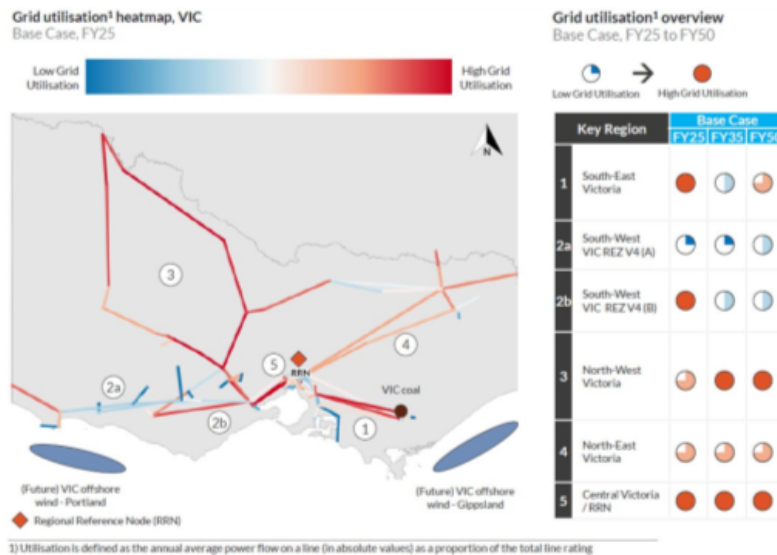 Grid utilisation¹ heatmap, VIC
Base Case, FY25
Low Grid
Utilisation
High Grid
Utilisation
N
3
4
5
RRN
2a
2b
VIC coal
1
(Future) VIC offshore
wind - Portland
(Future) VIC offshore
wind - Gippsland
Regional Reference Node (RRN)
Grid utilisation¹ overview
Base Case, FY25 to FY50
Low Grid Utilisation
High Grid Utilisation
Key Region
Base Case
FY25 FY35 FY50
1 South-East
Victoria
2a South-West
VIC REZ V4 (A)
2b South-West
VIC REZ V4 (B)
3 North-West
Victoria
4 North-East
Victoria
5 Central Victoria
/ RRN
1) Utilisation is defined as the annual average power flow on a line (in absolute values) as a proportion of the total line rating